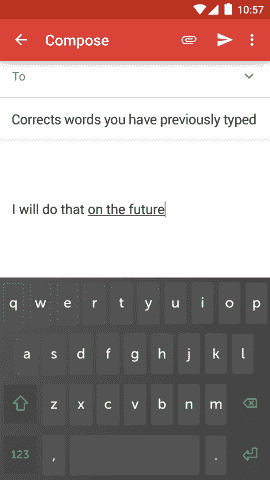 10:57
Compose
To
Corrects words you have previously typed
I will do that on the future
q w e r t y u i o p
a s d f g h j k l
z x c v b n m
123 , .